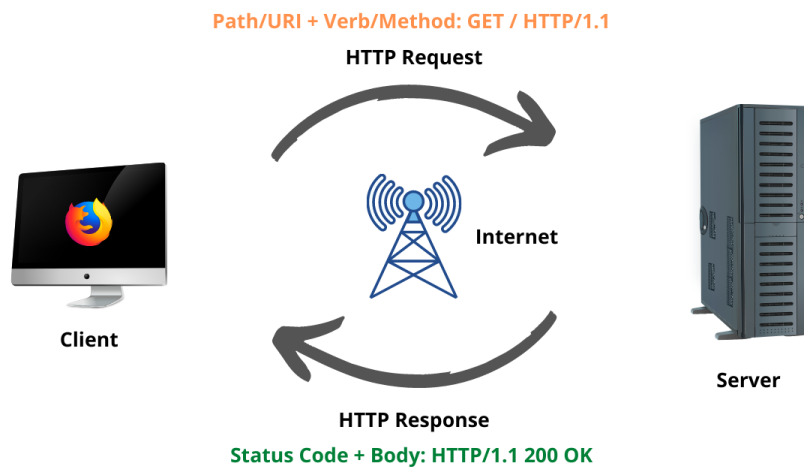 Path/URI + Verb/Method: GET / HTTP/1.1
HTTP Request
Internet
Client
Server
HTTP Response
Status Code + Body: HTTP/1.1 200 OK